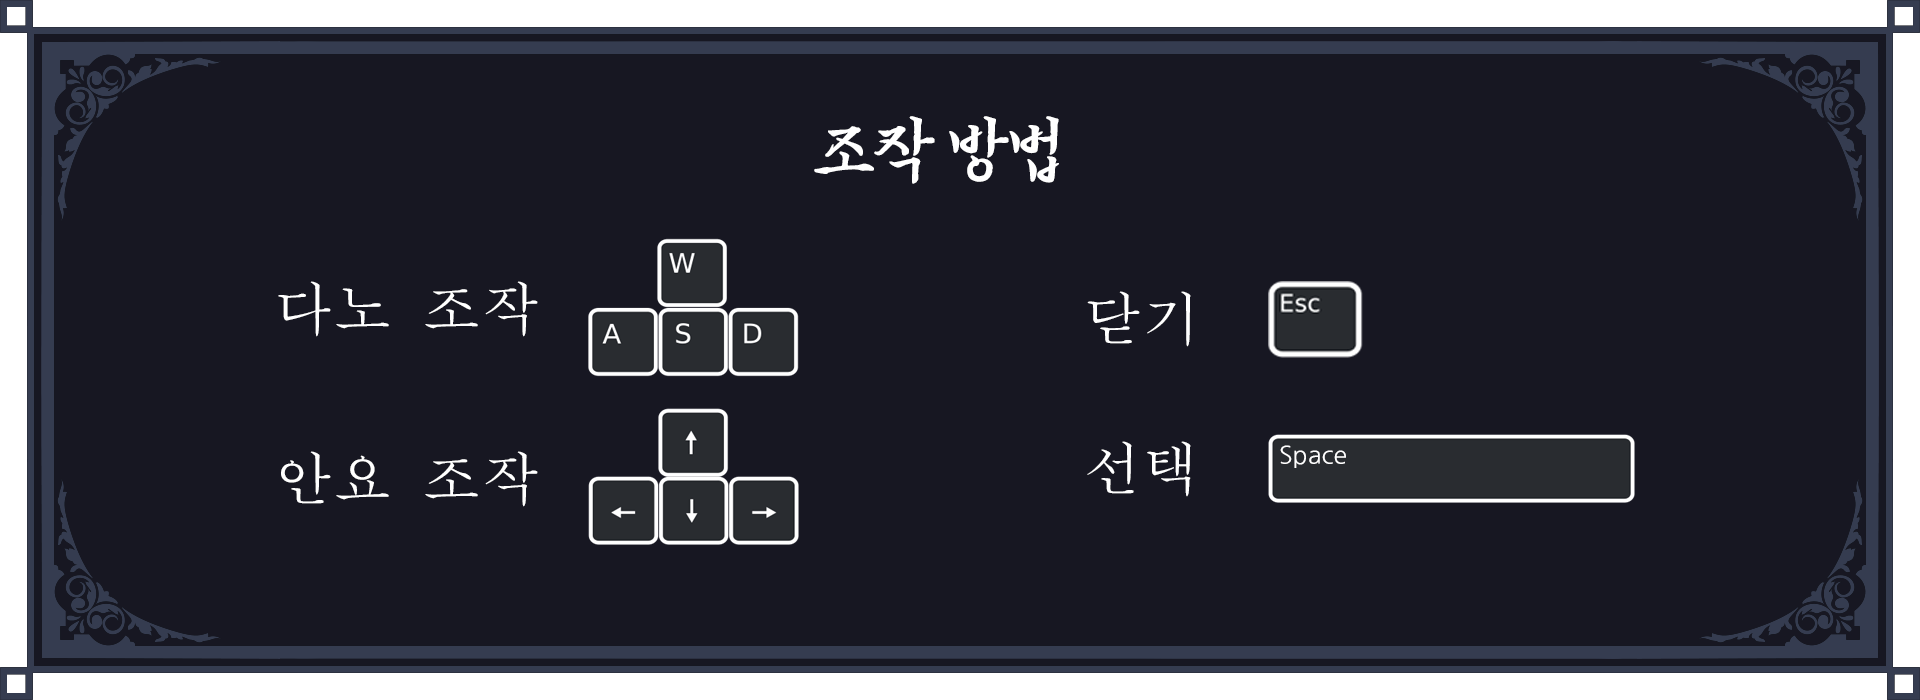 조작 방법
다노 조작
W
A S D
안요 조작
↑
← ↓ →
닫기
Esc
선택
Space